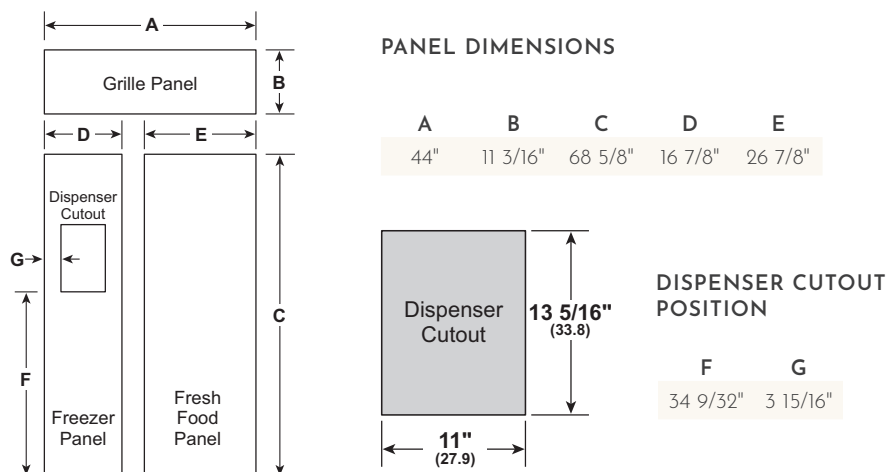 A
Grille Panel
B
D
E
Dispenser
Cutout
G
C
F
Freezer
Panel
Fresh
Food
Panel
PANEL DIMENSIONS
A B C D E
44" 11 3/16" 68 5/8" 16 7/8" 26 7/8"
Dispenser
Cutout
13 5/16"
(33.8)
11"
(27.9)
DISPENSER CUTOUT
POSITION
F G
34 9/32" 3 15/16"